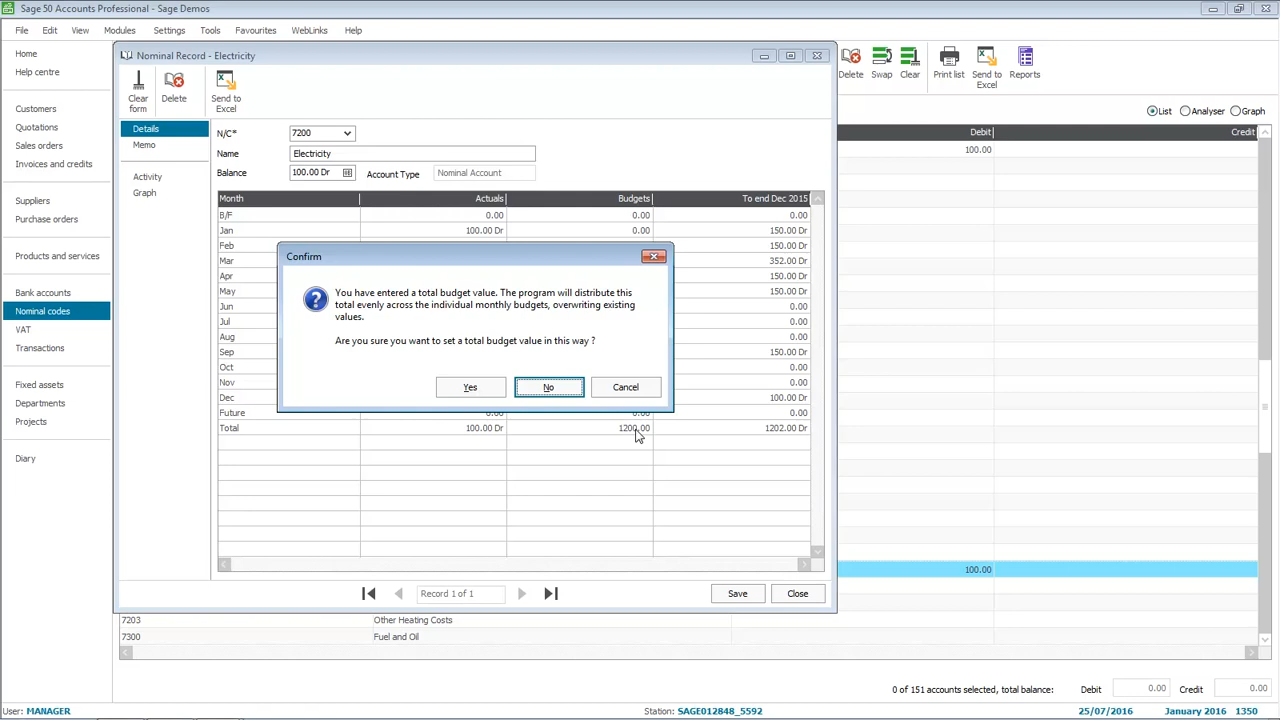 Sage 50 Accounts Professional - Sage Demos
File Edit View Modules Settings Tools Favourites WebLinks Help
Home
Help centre
Customers
Quotations
Sales orders
Invoices and credits
Suppliers
Purchase orders
Products and services
Bank accounts
Nominal codes
VAT
Transactions
Fixed assets
Departments
Projects
Diary
Nominal Record - Electricity
Clear form
Delete
Send to Excel
Details
Memo
Activity
Graph
N/C* 7200
Name Electricity
Balance 100.00 Dr Account Type Nominal Account
Month Actuals Budgets To end Dec 2015
B/F 0.00 0.00 0.00
Jan 100.00 Dr 0.00 150.00 Dr
Feb 150.00 Dr
Mar 352.00 Dr
Apr 150.00 Dr
May 150.00 Dr
Jun 0.00
Jul 0.00
Aug 0.00
Sep 150.00 Dr
Oct 0.00
Nov 0.00
Dec 100.00 Dr
Future 0.00 0.00 0.00
Total 100.00 Dr 1200.00 1202.00 Dr
Confirm
You have entered a total budget value. The program will distribute this
total evenly across the individual monthly budgets, overwriting existing
values.
Are you sure you want to set a total budget value in this way ?
Yes No Cancel
Record 1 of 1
Save Close
Delete Swap Clear Print list Send to Excel Reports
List Analyser Graph
Debit Credit
100.00
100.00
7203 Other Heating Costs
7300 Fuel and Oil
0 of 151 accounts selected, total balance: Debit 0.00 Credit 0.00
User: MANAGER Station: SAGE012848_5592 25/07/2016 January 2016 1350